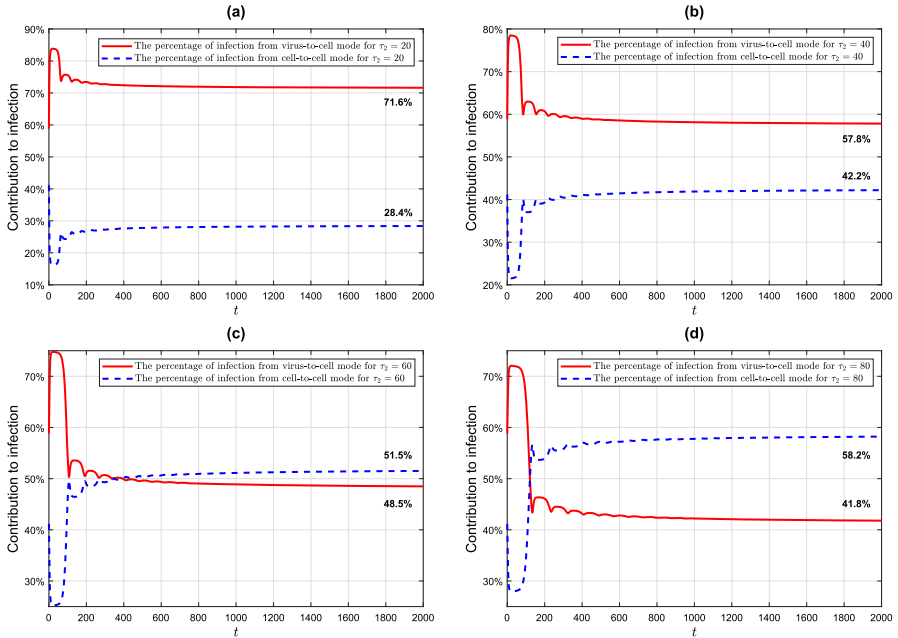 (a)
The percentage of infection from virus-to-cell mode for τ₂ = 20
The percentage of infection from cell-to-cell mode for τ₂ = 20
90%
80%
70%
60%
50%
40%
30%
20%
10%
Contribution to infection
71.6%
28.4%
0 200 400 600 800 1000 1200 1400 1600 1800 2000
t
(b)
The percentage of infection from virus-to-cell mode for τ₂ = 40
The percentage of infection from cell-to-cell mode for τ₂ = 40
80%
70%
60%
50%
40%
30%
20%
Contribution to infection
57.8%
42.2%
0 200 400 600 800 1000 1200 1400 1600 1800 2000
t
(c)
The percentage of infection from virus-to-cell mode for τ₂ = 60
The percentage of infection from cell-to-cell mode for τ₂ = 60
70%
60%
50%
40%
30%
Contribution to infection
51.5%
48.5%
0 200 400 600 800 1000 1200 1400 1600 1800 2000
t
(d)
The percentage of infection from virus-to-cell mode for τ₂ = 80
The percentage of infection from cell-to-cell mode for τ₂ = 80
70%
60%
50%
40%
30%
Contribution to infection
58.2%
41.8%
0 200 400 600 800 1000 1200 1400 1600 1800 2000
t